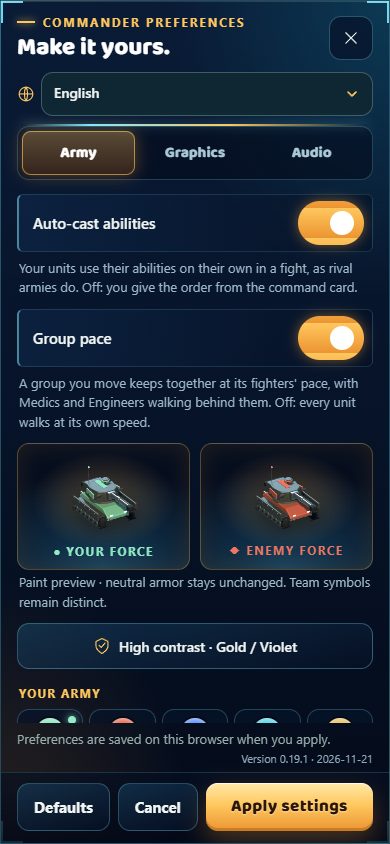 COMMANDER PREFERENCES
Make it yours.
English
Army
Graphics
Audio
Auto-cast abilities
Your units use their abilities on their own in a fight, as rival
armies do. Off: you give the order from the command card.
Group pace
A group you move keeps together at its fighters' pace, with
Medics and Engineers walking behind them. Off: every unit
walks at its own speed.
YOUR FORCE
ENEMY FORCE
Paint preview · neutral armor stays unchanged. Team symbols
remain distinct.
High contrast · Gold / Violet
YOUR ARMY
Preferences are saved on this browser when you apply.
Version 0.19.1 · 2026-11-21
Defaults
Cancel
Apply settings